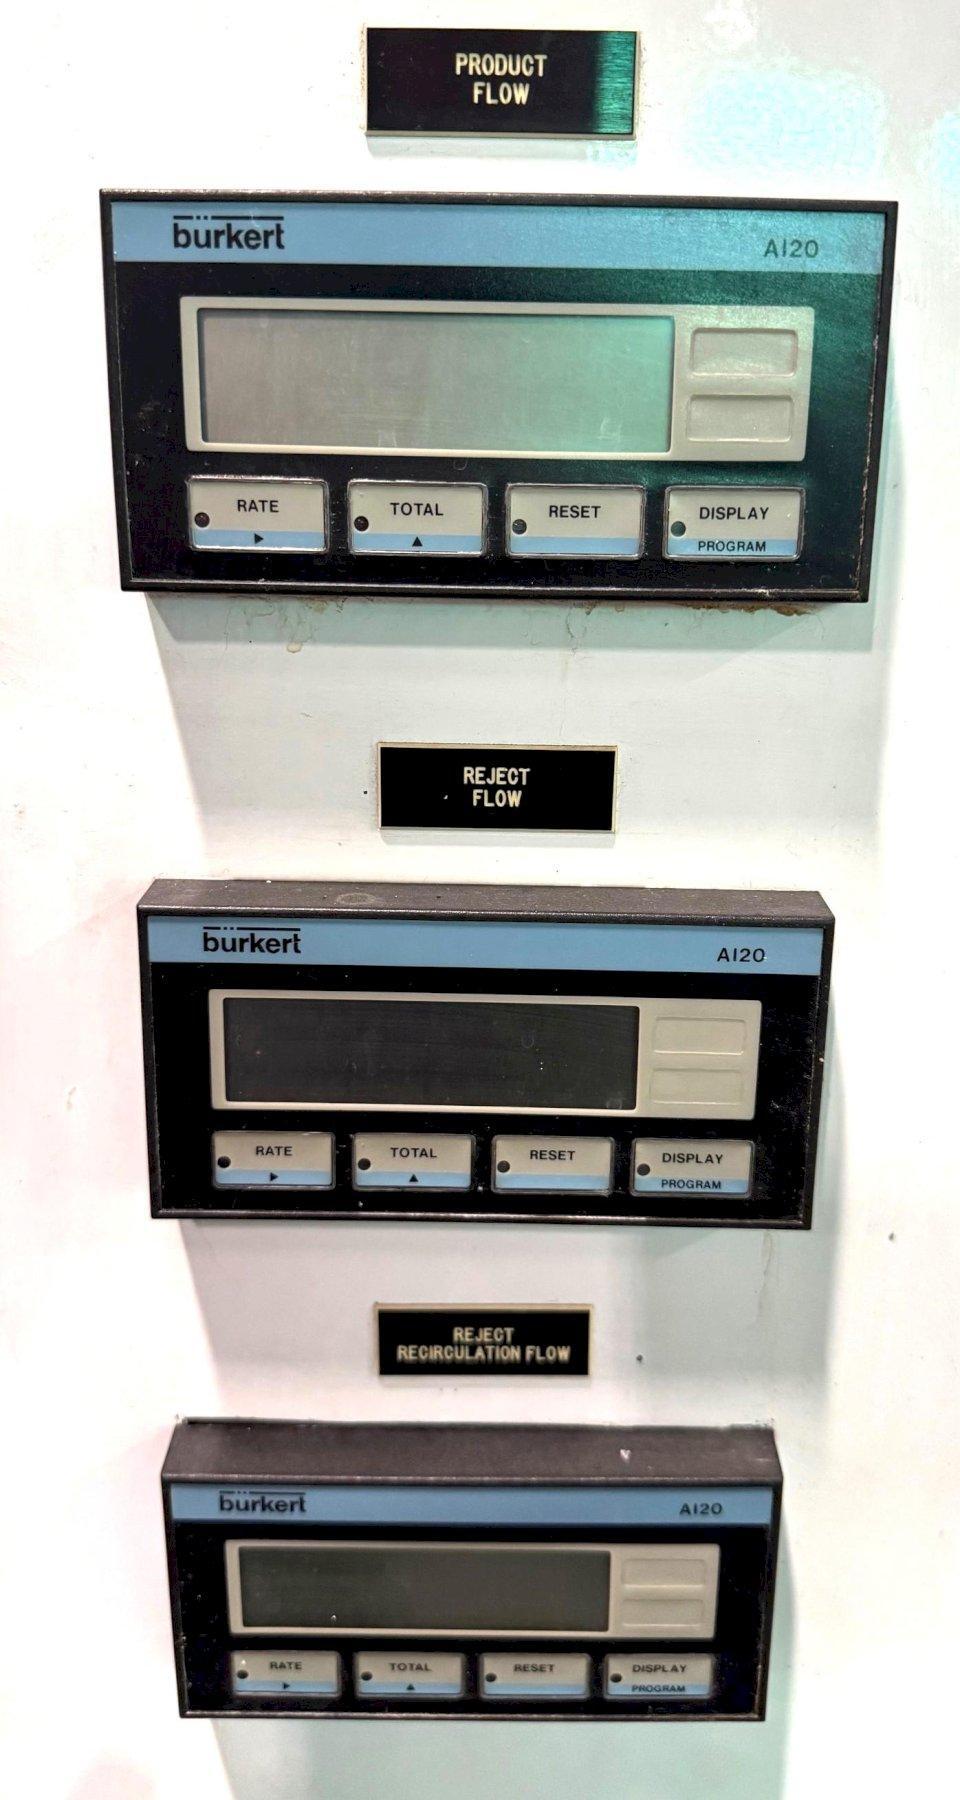 PRODUCT
FLOW
bürkert
AI20
RATE
TOTAL
RESET
DISPLAY
PROGRAM
REJECT
FLOW
bürkert
AI20
RATE
TOTAL
RESET
DISPLAY
PROGRAM
REJECT
RECIRCULATION FLOW
bürkert
AI20
RATE
TOTAL
RESET
DISPLAY
PROGRAM